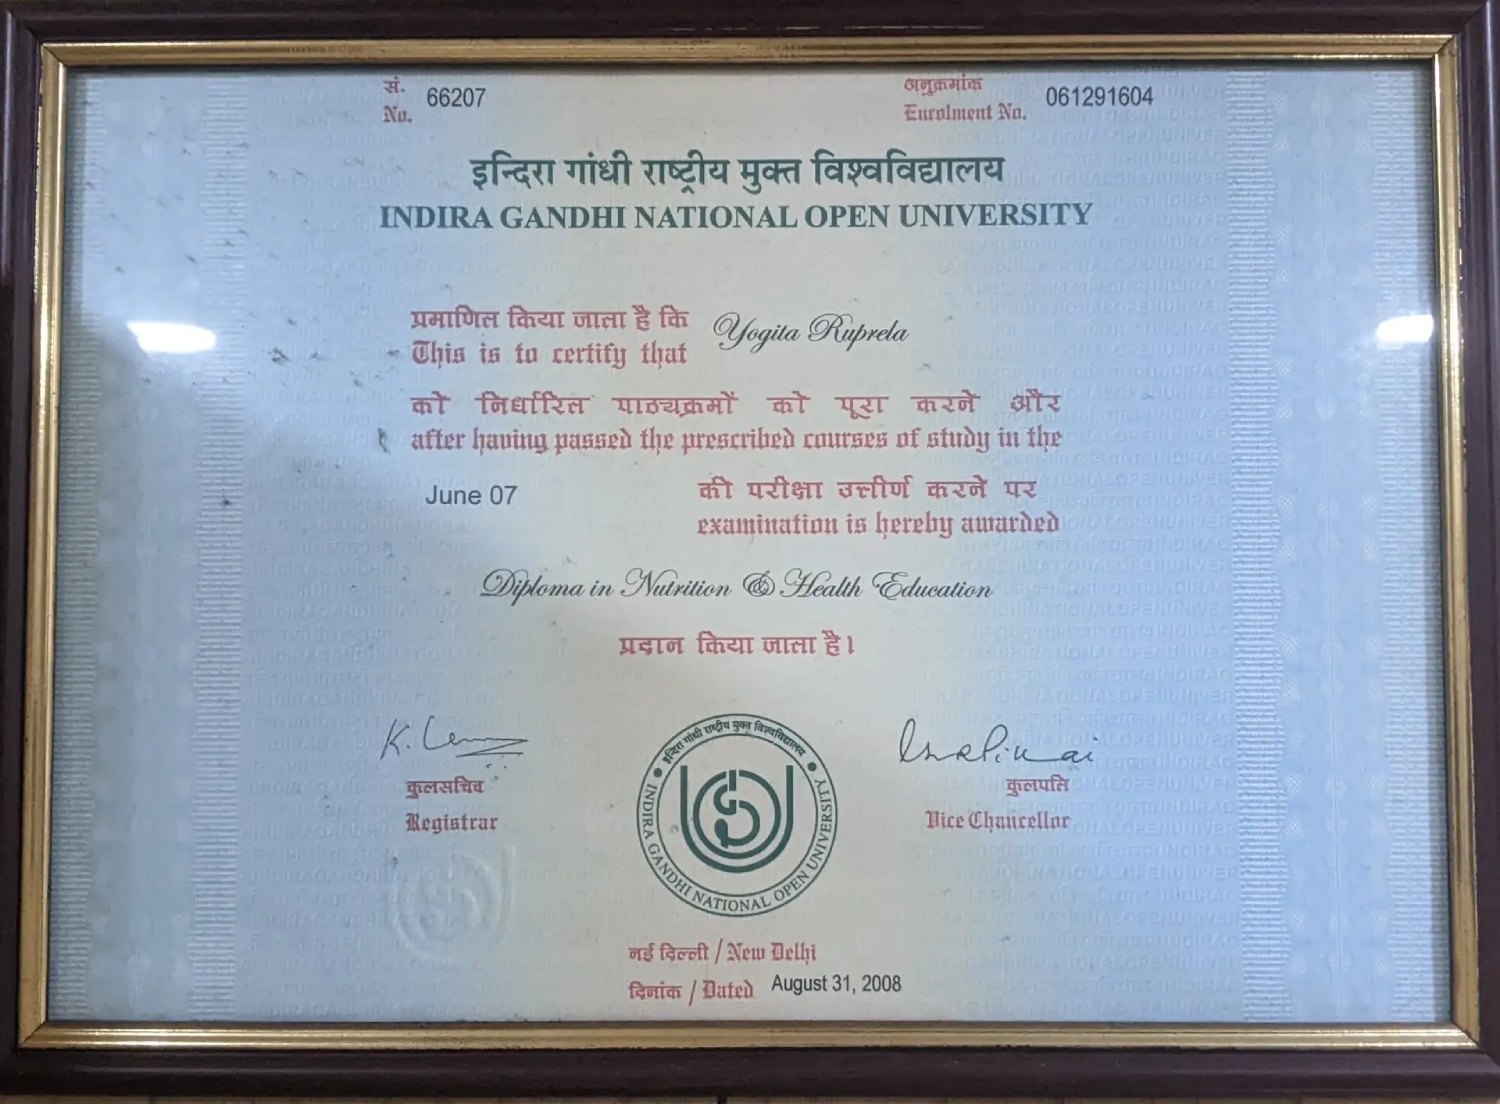 सं.
No. 66207
अनुक्रमांक
Enrolment No. 061291604
इन्दिरा गांधी राष्ट्रीय मुक्त विश्वविद्यालय
INDIRA GANDHI NATIONAL OPEN UNIVERSITY
प्रमाणित किया जाता है कि
This is to certify that Yogita Ruprela
को निर्धारित पाठ्यक्रमों को पूरा करने और
after having passed the prescribed courses of study in the
June 07 की परीक्षा उत्तीर्ण करने पर
examination is hereby awarded
Diploma in Nutrition & Health Education
प्रदान किया जाता है।
कुलसचिव
Registrar
इन्दिरा गांधी राष्ट्रीय मुक्त विश्वविद्यालय
INDIRA GANDHI NATIONAL OPEN UNIVERSITY
कुलपति
Vice Chancellor
नई दिल्ली / New Delhi
दिनांक / Dated August 31, 2008